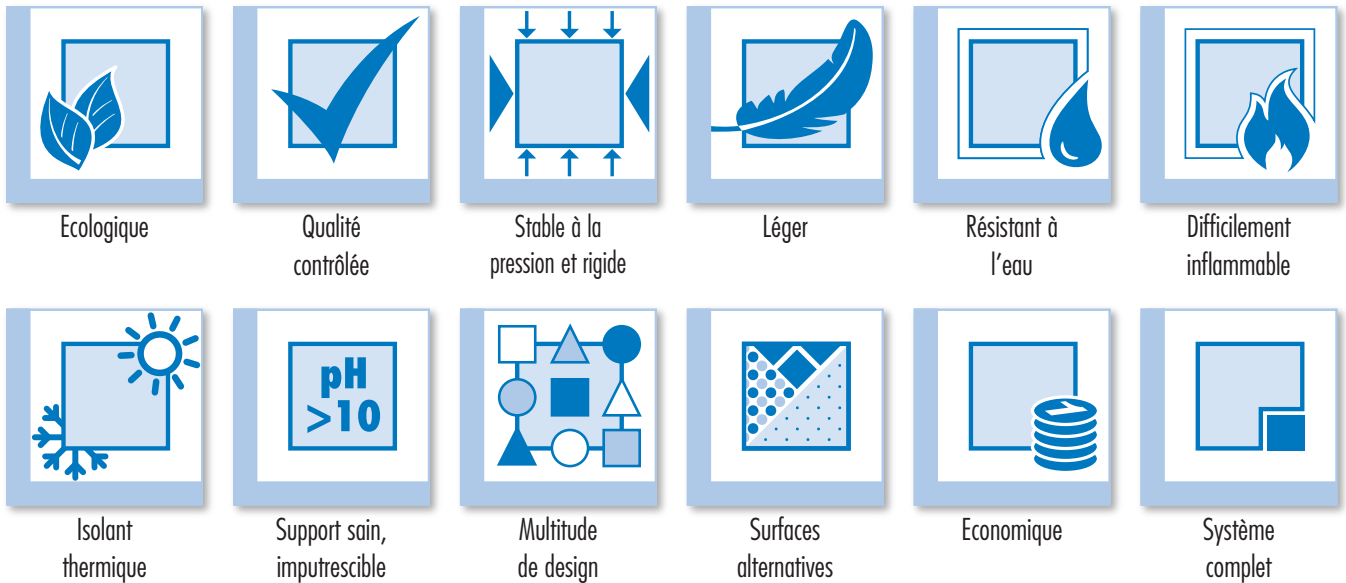 Ecologique
Qualité
contrôlée
Stable à la
pression et rigide
Léger
Résistant à
l'eau
Difficilement
inflammable
pH
>10
1
Isolant
thermique
Support sain,
imputrescible
Multitude
de design
Surfaces
alternatives
Economique
Système
complet